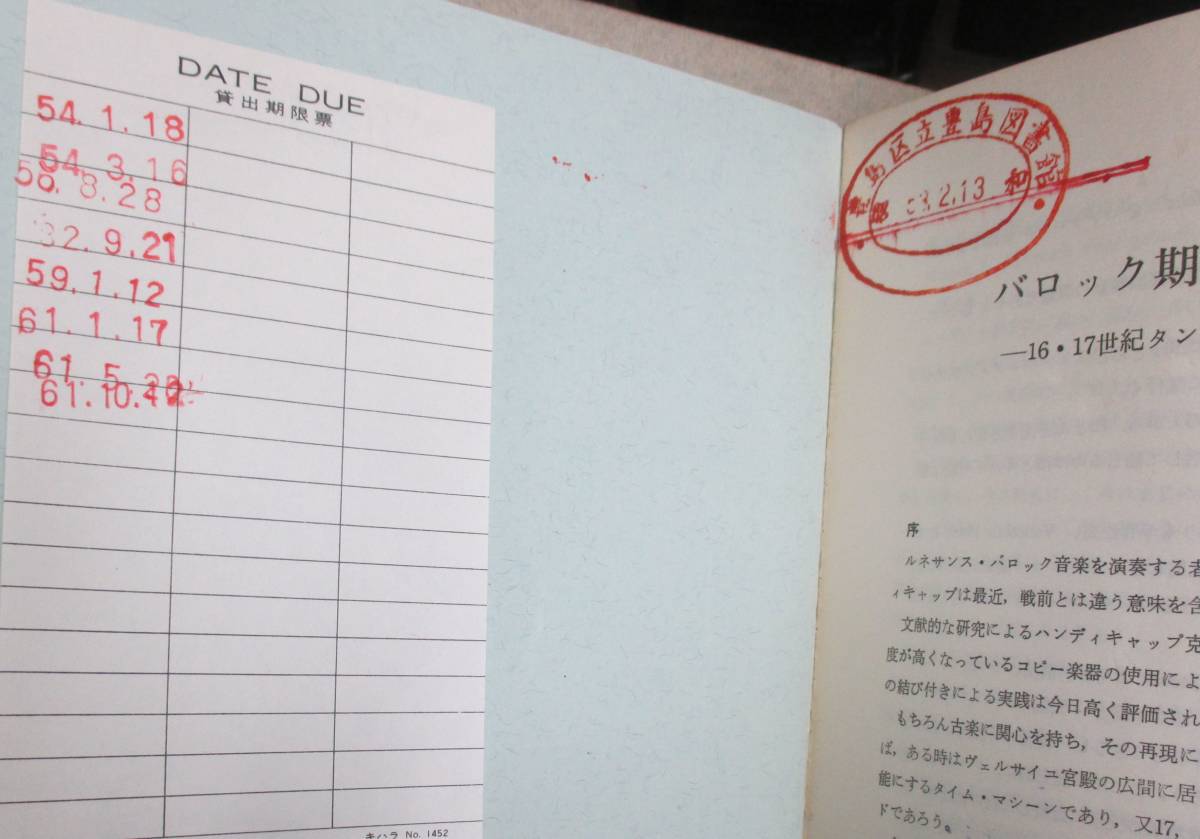 DATE DUE
貸出期限票
54.1.18
54.3.16
56.8.28
9.21
59.1.12
61.1.17
61.5.
61.10.
キハラ No. 1452
豊島区立豊島図書館
.2.13
バロック期
—16・17世紀タン
序
ルネサンス・バロック音楽を演奏する者
ィキャップは最近，戦前とは違う意味を含
文献的な研究によるハンディキャップ克
度が高くなっているコピー楽器の使用によ
の結び付きによる実践は今日高く評価され
もちろん古楽に関心を持ち，その再現に
ば，ある時はヴェルサイユ宮殿の広間に居
能にするタイム・マシーンであり，又17,
ドであろう。